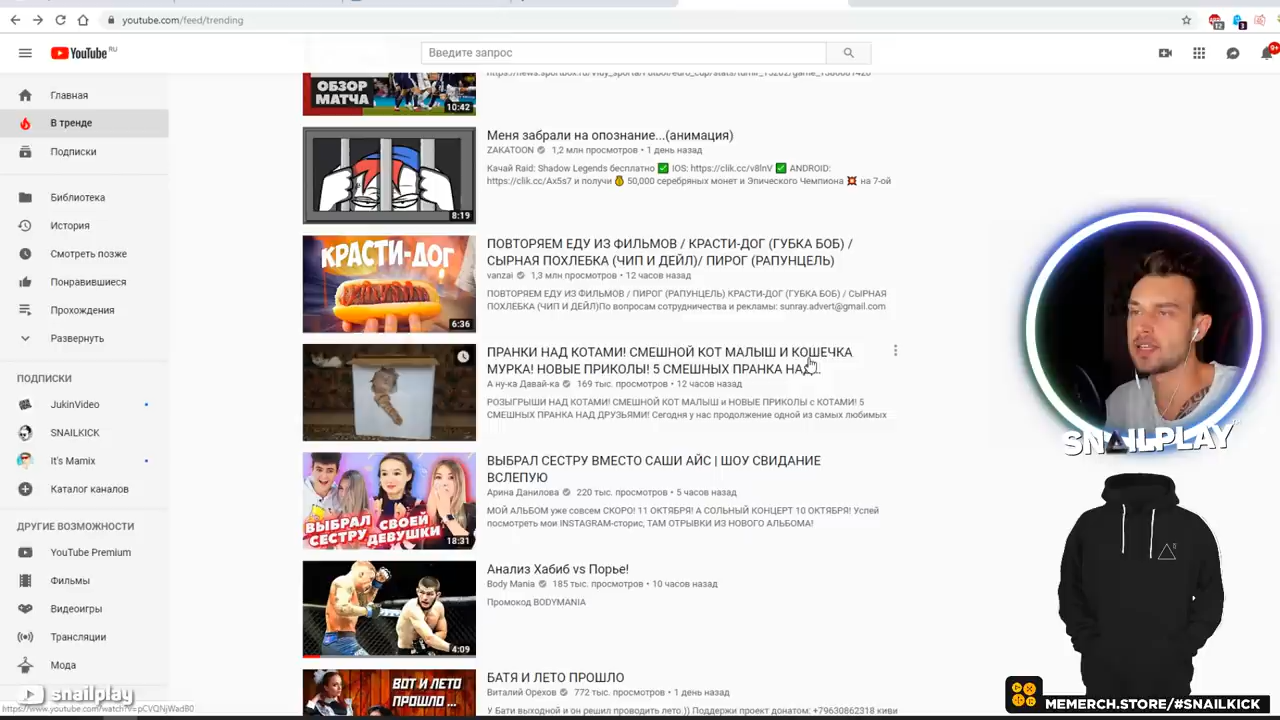 youtube.com/feed/trending
12
3
YouTube RU
Введите запрос
9+
Главная
В тренде
Подписки
Библиотека
История
Смотреть позже
Понравившиеся
Прохождения
Развернуть
ПОДПИСКИ
JukinVideo
SNAILKICK
It's Mamix
Каталог каналов
ДРУГИЕ ВОЗМОЖНОСТИ
YouTube Premium
Фильмы
Видеоигры
Трансляции
Мода
snailplay
ОБЗОР
МАТЧА
10:42
Меня забрали на опознание...(анимация)
ZAKATOON 1,2 млн просмотров • 1 день назад
Качай Raid: Shadow Legends бесплатно ✅ IOS: https://clik.cc/v8lnV ✅ ANDROID:
https://clik.cc/Ax5s7 и получи 💰 50,000 серебряных монет и Эпического Чемпиона 💥 на 7-ой
8:19
КРАСТИ-ДОГ
6:36
ПОВТОРЯЕМ ЕДУ ИЗ ФИЛЬМОВ / КРАСТИ-ДОГ (ГУБКА БОБ) /
СЫРНАЯ ПОХЛЕБКА (ЧИП И ДЕЙЛ)/ ПИРОГ (РАПУНЦЕЛЬ)
vanzai 1,3 млн просмотров • 12 часов назад
ПОВТОРЯЕМ ЕДУ ИЗ ФИЛЬМОВ / ПИРОГ (РАПУНЦЕЛЬ) КРАСТИ-ДОГ (ГУБКА БОБ) / СЫРНАЯ
ПОХЛЕБКА (ЧИП И ДЕЙЛ)По вопросам сотрудничества и рекламы: sunray.advert@gmail.com
ПРАНКИ НАД КОТАМИ! СМЕШНОЙ КОТ МАЛЫШ И КОШЕЧКА
МУРКА! НОВЫЕ ПРИКОЛЫ! 5 СМЕШНЫХ ПРАНКА НАД...
А ну-ка Давай-ка 169 тыс. просмотров • 12 часов назад
РОЗЫГРЫШИ НАД КОТАМИ! СМЕШНОЙ КОТ МАЛЫШ и НОВЫЕ ПРИКОЛЫ с КОТАМИ! 5
СМЕШНЫХ ПРАНКА НАД ДРУЗЬЯМИ! Сегодня у нас продолжение одной из самых любимых
ВЫБРАЛ СВОЕЙ
СЕСТРУ ДЕВУШКИ
18:31
ВЫБРАЛ СЕСТРУ ВМЕСТО САШИ АЙС | ШОУ СВИДАНИЕ
ВСЛЕПУЮ
Арина Данилова 220 тыс. просмотров • 5 часов назад
МОЙ АЛЬБОМ уже совсем СКОРО! 11 ОКТЯБРЯ! А СОЛЬНЫЙ КОНЦЕРТ 10 ОКТЯБРЯ! Успей
посмотреть мои INSTAGRAM-сторис, ТАМ ОТРЫВКИ ИЗ НОВОГО АЛЬБОМА!
4:09
Анализ Хабиб vs Порье!
Body Mania 185 тыс. просмотров • 10 часов назад
Промокод BODYMANIA
ВОТ И ЛЕТО
ПРОШЛО ...
БАТЯ И ЛЕТО ПРОШЛО
Виталий Орехов 772 тыс. просмотров • 1 день назад
У Бати выходной и он решил проводить лето.)) Поддержи проект донатом: +79630862318 киви
SNAILPLAY
MEMERCH.STORE/#SNAILKICK